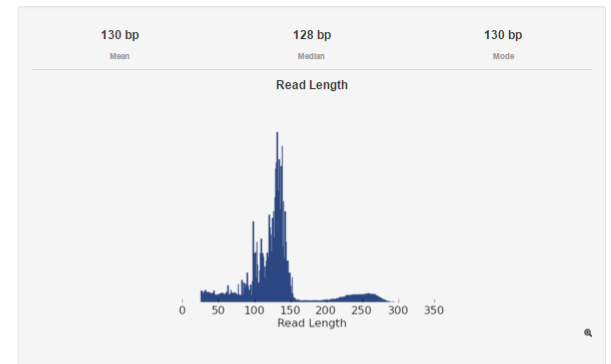 130 bp 128 bp 130 bp
Mean Median Mode
Read Length
0 50 100 150 200 250 300 350
Read Length